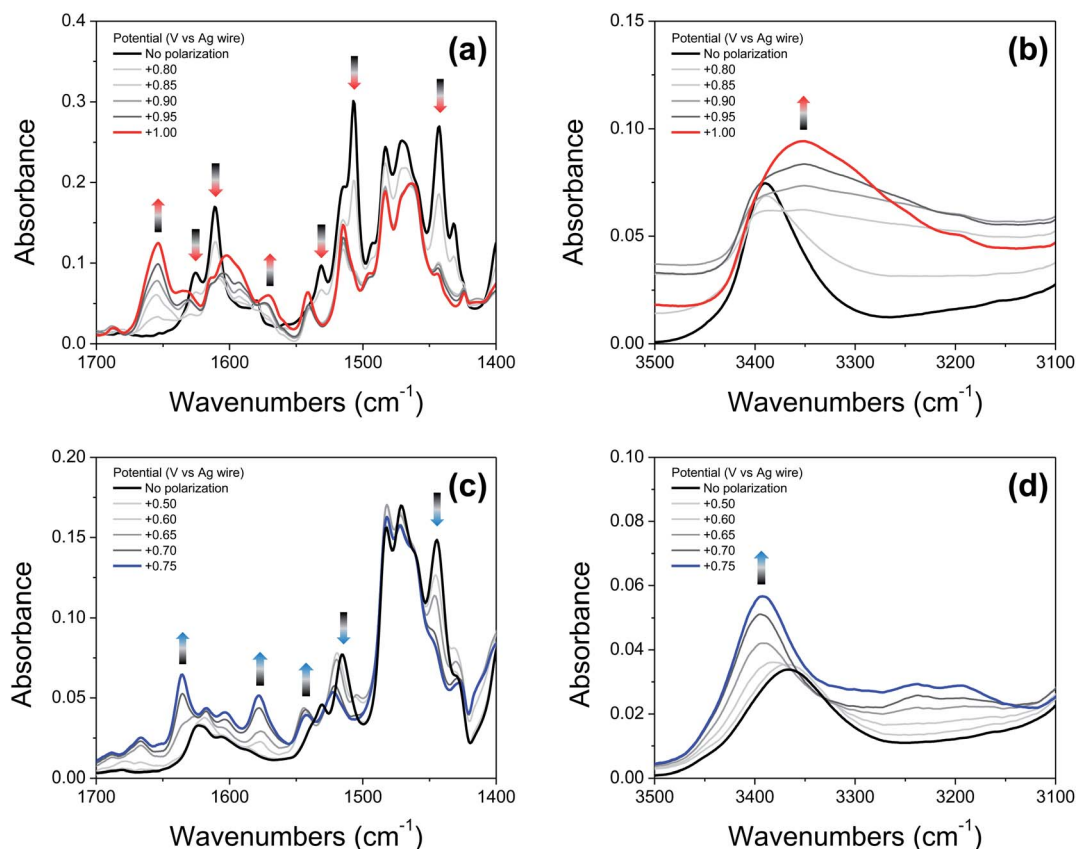 (a)
Potential (V vs Ag wire)
No polarization
+0.80
+0.85
+0.90
+0.95
+1.00
0.4
0.3
0.2
0.1
0.0
Absorbance
1700
1600
1500
1400
Wavenumbers (cm⁻¹)
(b)
Potential (V vs Ag wire)
No polarization
+0.80
+0.85
+0.90
+0.95
+1.00
0.15
0.10
0.05
0.00
Absorbance
3500
3400
3300
3200
3100
Wavenumbers (cm⁻¹)
(c)
Potential (V vs Ag wire)
No polarization
+0.50
+0.60
+0.65
+0.70
+0.75
0.20
0.15
0.10
0.05
0.00
Absorbance
1700
1600
1500
1400
Wavenumbers (cm⁻¹)
(d)
Potential (V vs Ag wire)
No polarization
+0.50
+0.60
+0.65
+0.70
+0.75
0.10
0.08
0.06
0.04
0.02
0.00
Absorbance
3500
3400
3300
3200
3100
Wavenumbers (cm⁻¹)